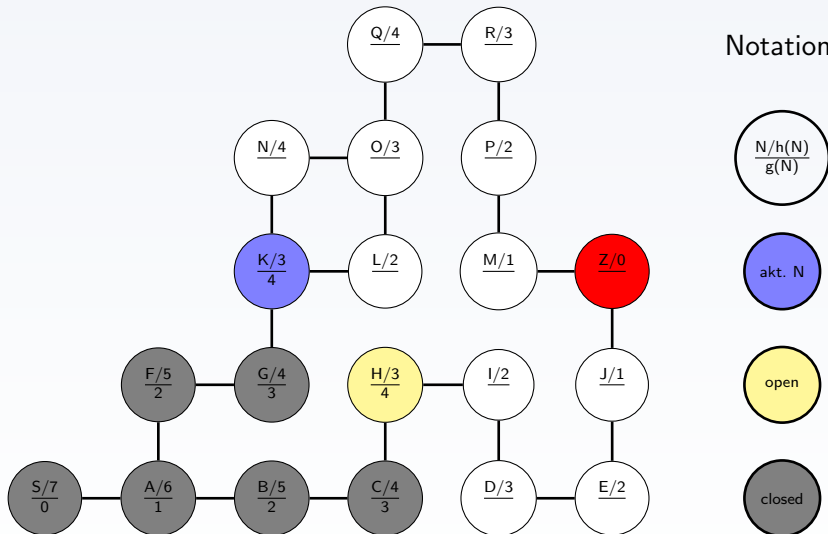 Q/4
R/3
Notation
N/4
O/3
P/2
N/h(N)
g(N)
K/3
4
L/2
M/1
Z/0
akt. N
F/5
2
G/4
3
H/3
4
I/2
J/1
open
S/7
0
A/6
1
B/5
2
C/4
3
D/3
E/2
closed